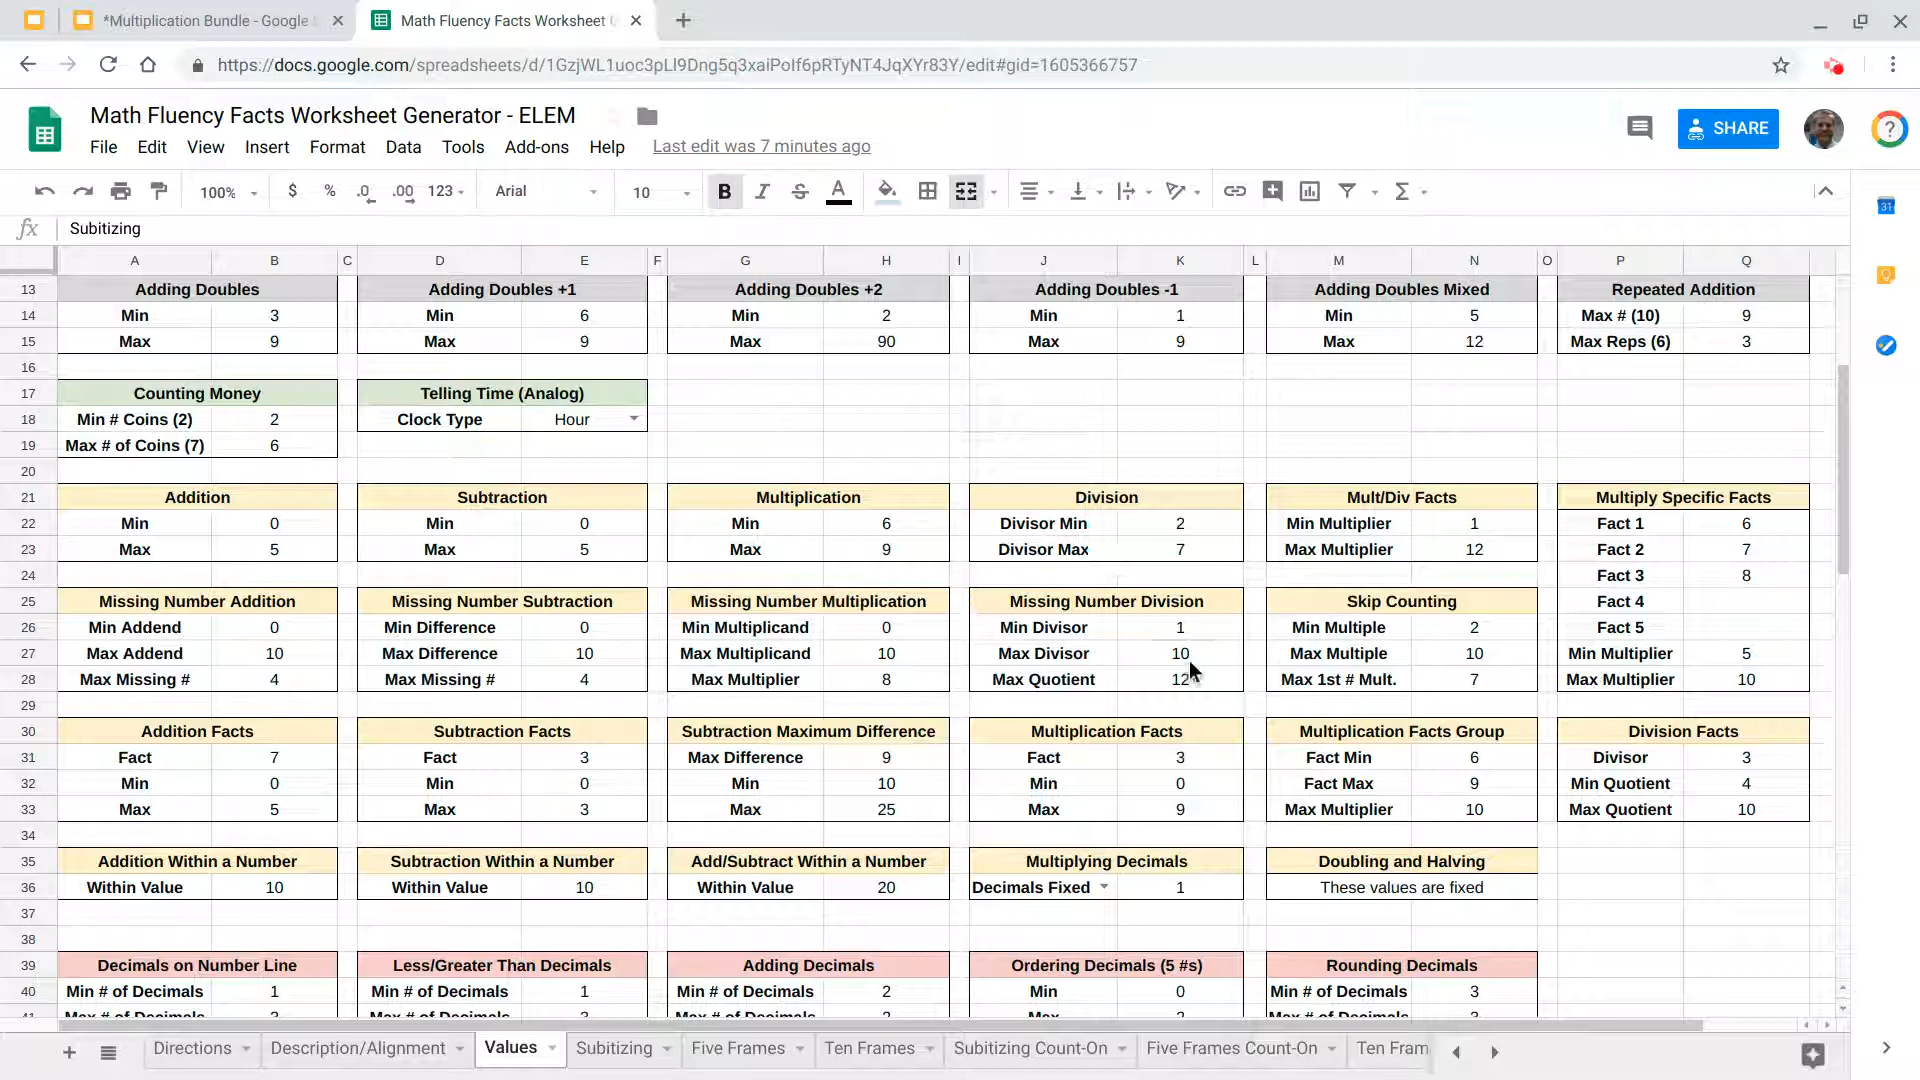 *Multiplication Bundle - Google
Math Fluency Facts Worksheet G
https://docs.google.com/spreadsheets/d/1GzjWL1uoc3pLl9Dng5q3xaiPolf6pRTyNT4JqXYr83Y/edit#gid=1605366757
Math Fluency Facts Worksheet Generator - ELEM
SHARE
File Edit View Insert Format Data Tools Add-ons Help Last edit was 7 minutes ago
100% $ % .0 .00 123 Arial 10 B I S A Σ
31
fx Subitizing
A B C D E F G H I J K L M N O P Q
13 Adding Doubles Adding Doubles +1 Adding Doubles +2 Adding Doubles -1 Adding Doubles Mixed Repeated Addition
14 Min 3 Min 6 Min 2 Min 1 Min 5 Max # (10) 9
15 Max 9 Max 9 Max 90 Max 9 Max 12 Max Reps (6) 3
16
17 Counting Money Telling Time (Analog)
18 Min # Coins (2) 2 Clock Type Hour
19 Max # of Coins (7) 6
20
21 Addition Subtraction Multiplication Division Mult/Div Facts Multiply Specific Facts
22 Min 0 Min 0 Min 6 Divisor Min 2 Min Multiplier 1 Fact 1 6
23 Max 5 Max 5 Max 9 Divisor Max 7 Max Multiplier 12 Fact 2 7
24 Fact 3 8
25 Missing Number Addition Missing Number Subtraction Missing Number Multiplication Missing Number Division Skip Counting Fact 4
26 Min Addend 0 Min Difference 0 Min Multiplicand 0 Min Divisor 1 Min Multiple 2 Fact 5
27 Max Addend 10 Max Difference 10 Max Multiplicand 10 Max Divisor 10 Max Multiple 10 Min Multiplier 5
28 Max Missing # 4 Max Missing # 4 Max Multiplier 8 Max Quotient 12 Max 1st # Mult. 7 Max Multiplier 10
29
30 Addition Facts Subtraction Facts Subtraction Maximum Difference Multiplication Facts Multiplication Facts Group Division Facts
31 Fact 7 Fact 3 Max Difference 9 Fact 3 Fact Min 6 Divisor 3
32 Min 0 Min 0 Min 10 Min 0 Fact Max 9 Min Quotient 4
33 Max 5 Max 3 Max 25 Max 9 Max Multiplier 10 Max Quotient 10
34
35 Addition Within a Number Subtraction Within a Number Add/Subtract Within a Number Multiplying Decimals Doubling and Halving
36 Within Value 10 Within Value 10 Within Value 20 Decimals Fixed 1 These values are fixed
37
38
39 Decimals on Number Line Less/Greater Than Decimals Adding Decimals Ordering Decimals (5 #s) Rounding Decimals
40 Min # of Decimals 1 Min # of Decimals 1 Min # of Decimals 2 Min 0 Min # of Decimals 3
Directions Description/Alignment Values Subitizing Five Frames Ten Frames Subitizing Count-On Five Frames Count-On Ten Fram